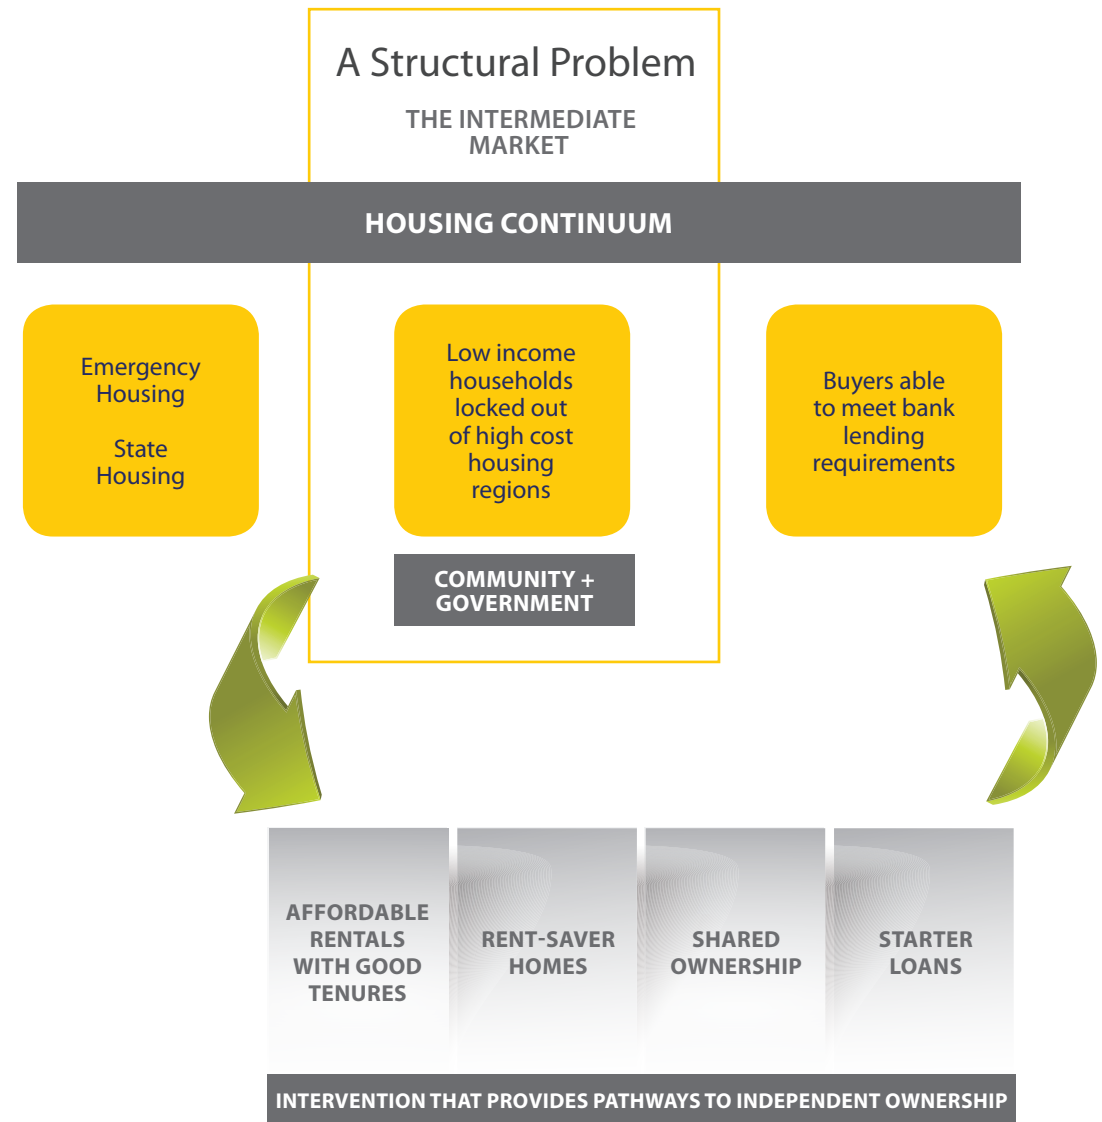 A Structural Problem
THE INTERMEDIATE
MARKET
HOUSING CONTINUUM
Emergency
Housing
State
Housing
Low income
households
locked out
of high cost
housing
regions
Buyers able
to meet bank
lending
requirements
COMMUNITY +
GOVERNMENT
AFFORDABLE
RENTALS
WITH GOOD
TENURES
RENT-SAVER
HOMES
SHARED
OWNERSHIP
STARTER
LOANS
INTERVENTION THAT PROVIDES PATHWAYS TO INDEPENDENT OWNERSHIP